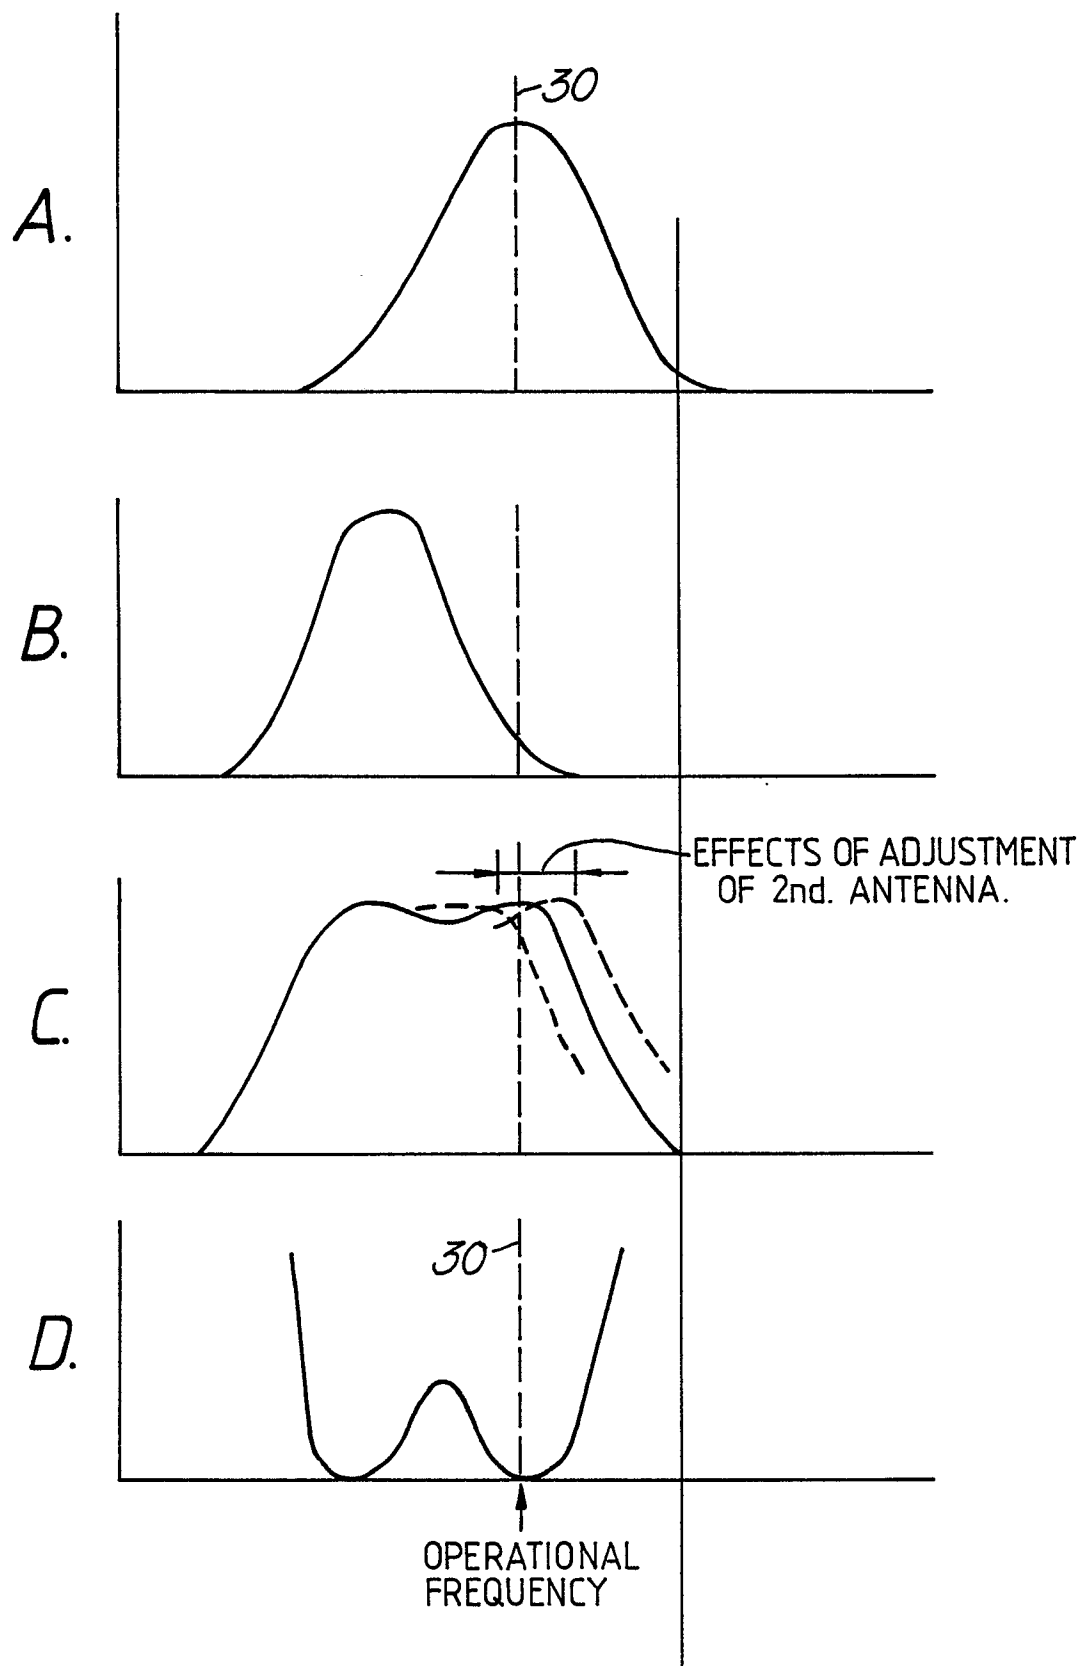 30
A.
B.
EFFECTS OF ADJUSTMENT
OF 2nd. ANTENNA.
C.
30
D.
OPERATIONAL
FREQUENCY